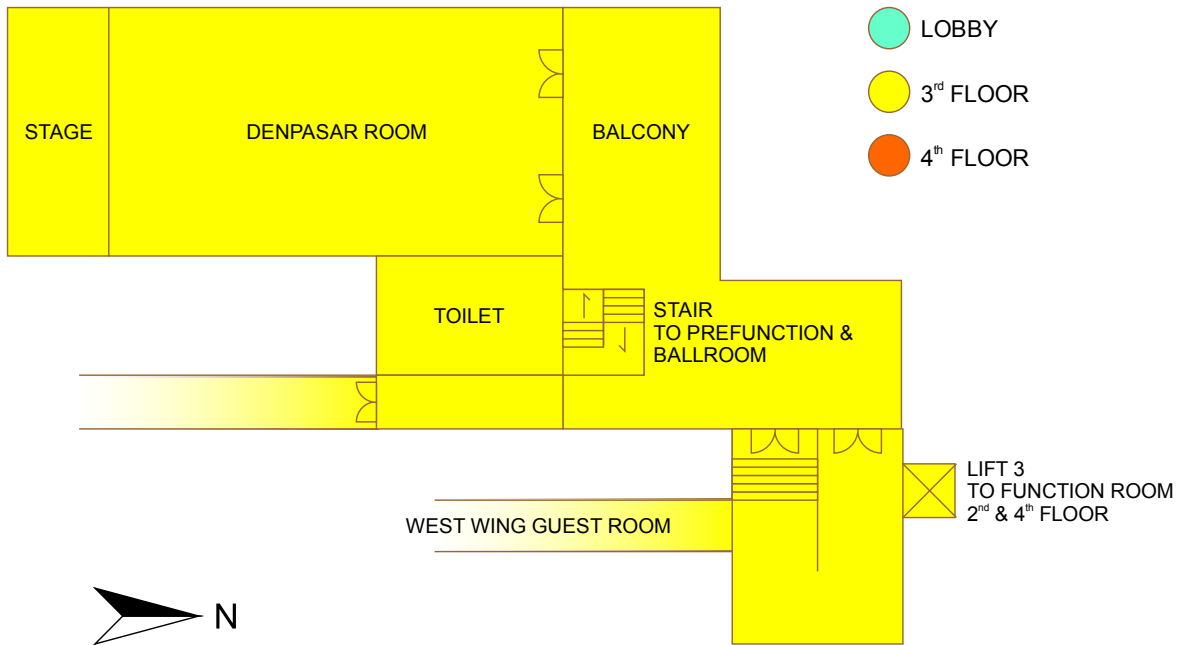 LOBBY
3rd FLOOR
4th FLOOR
STAGE
DENPASAR ROOM
BALCONY
TOILET
STAIR
TO PREFUNCTION &
BALLROOM
LIFT 3
TO FUNCTION ROOM
2nd & 4th FLOOR
WEST WING GUEST ROOM
N